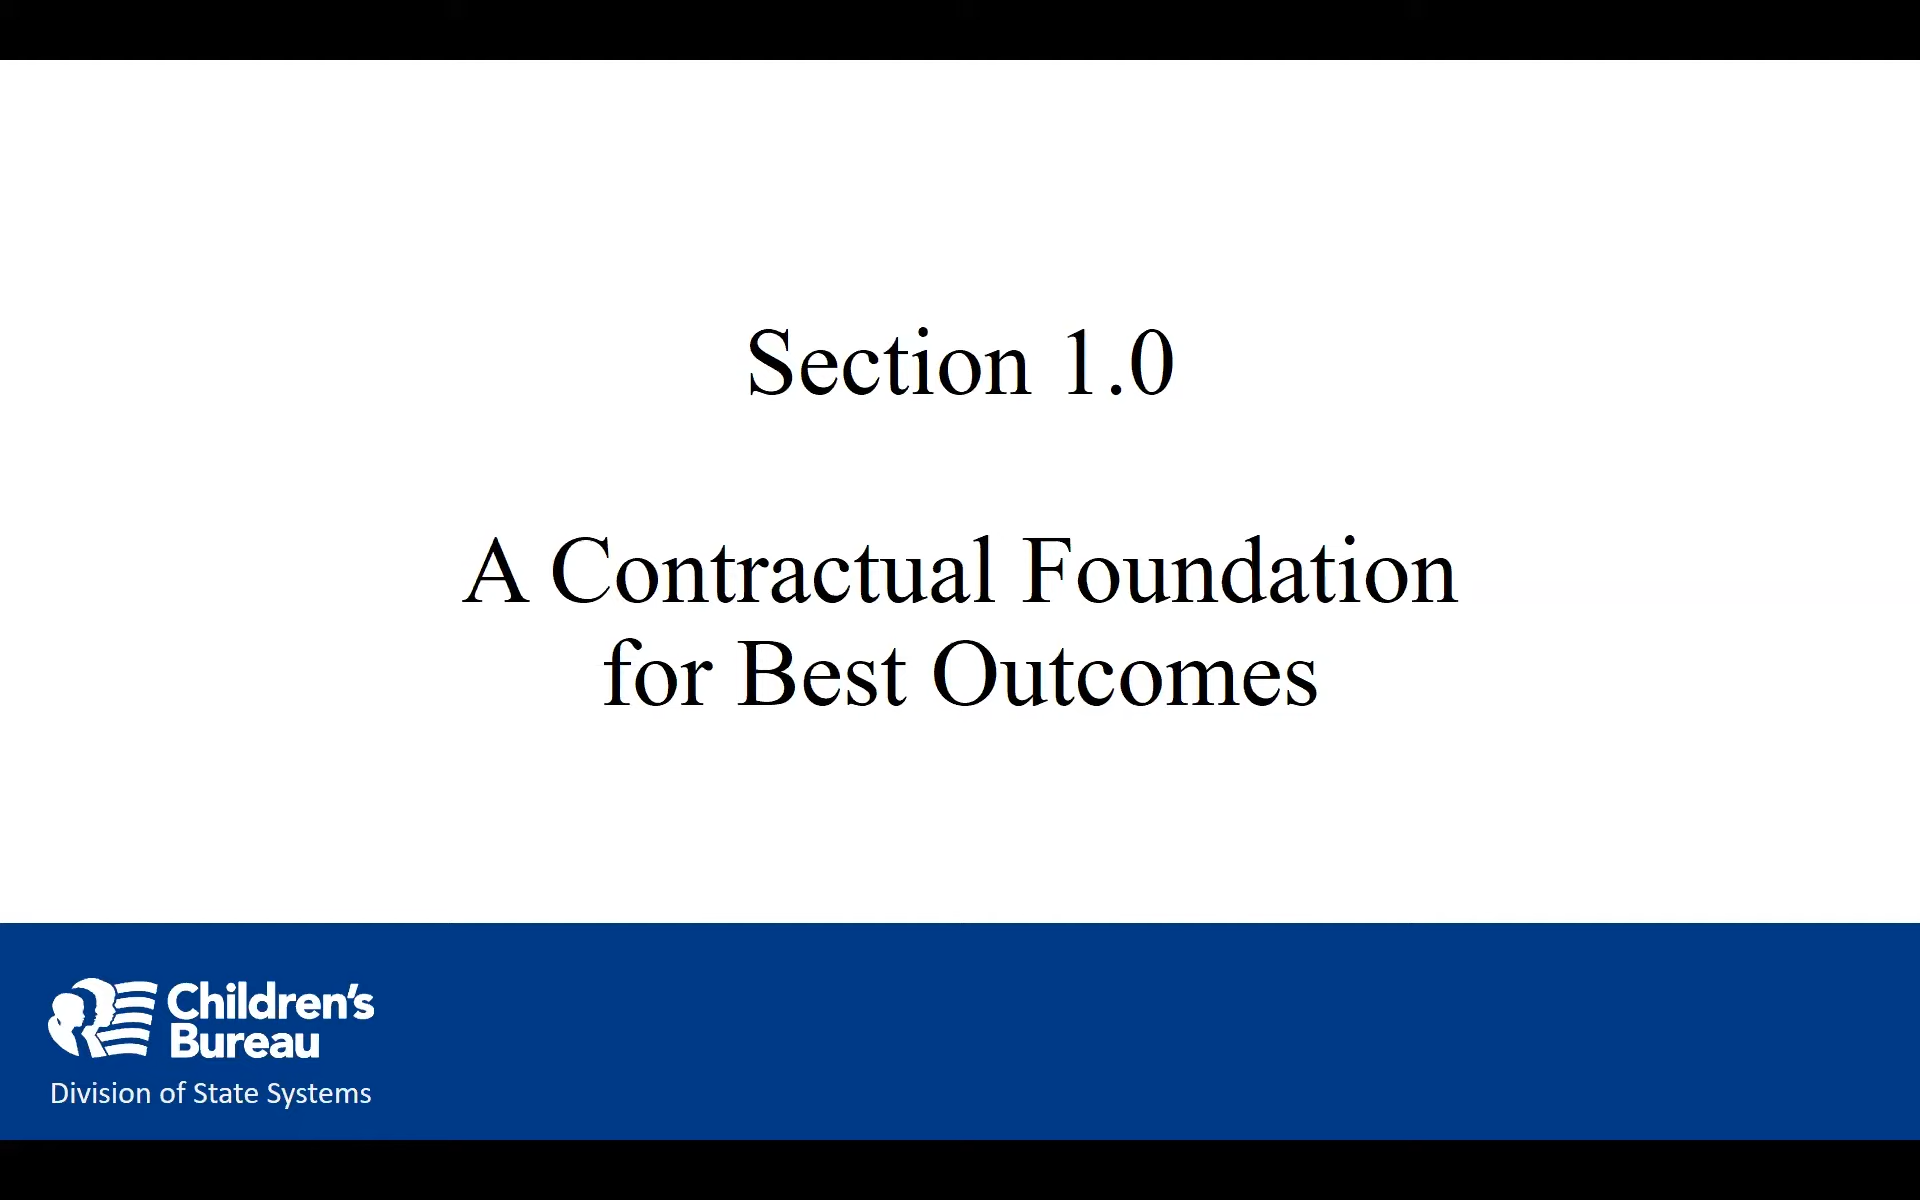 Section 1.0
A Contractual Foundation
for Best Outcomes
Children's
Bureau
Division of State Systems